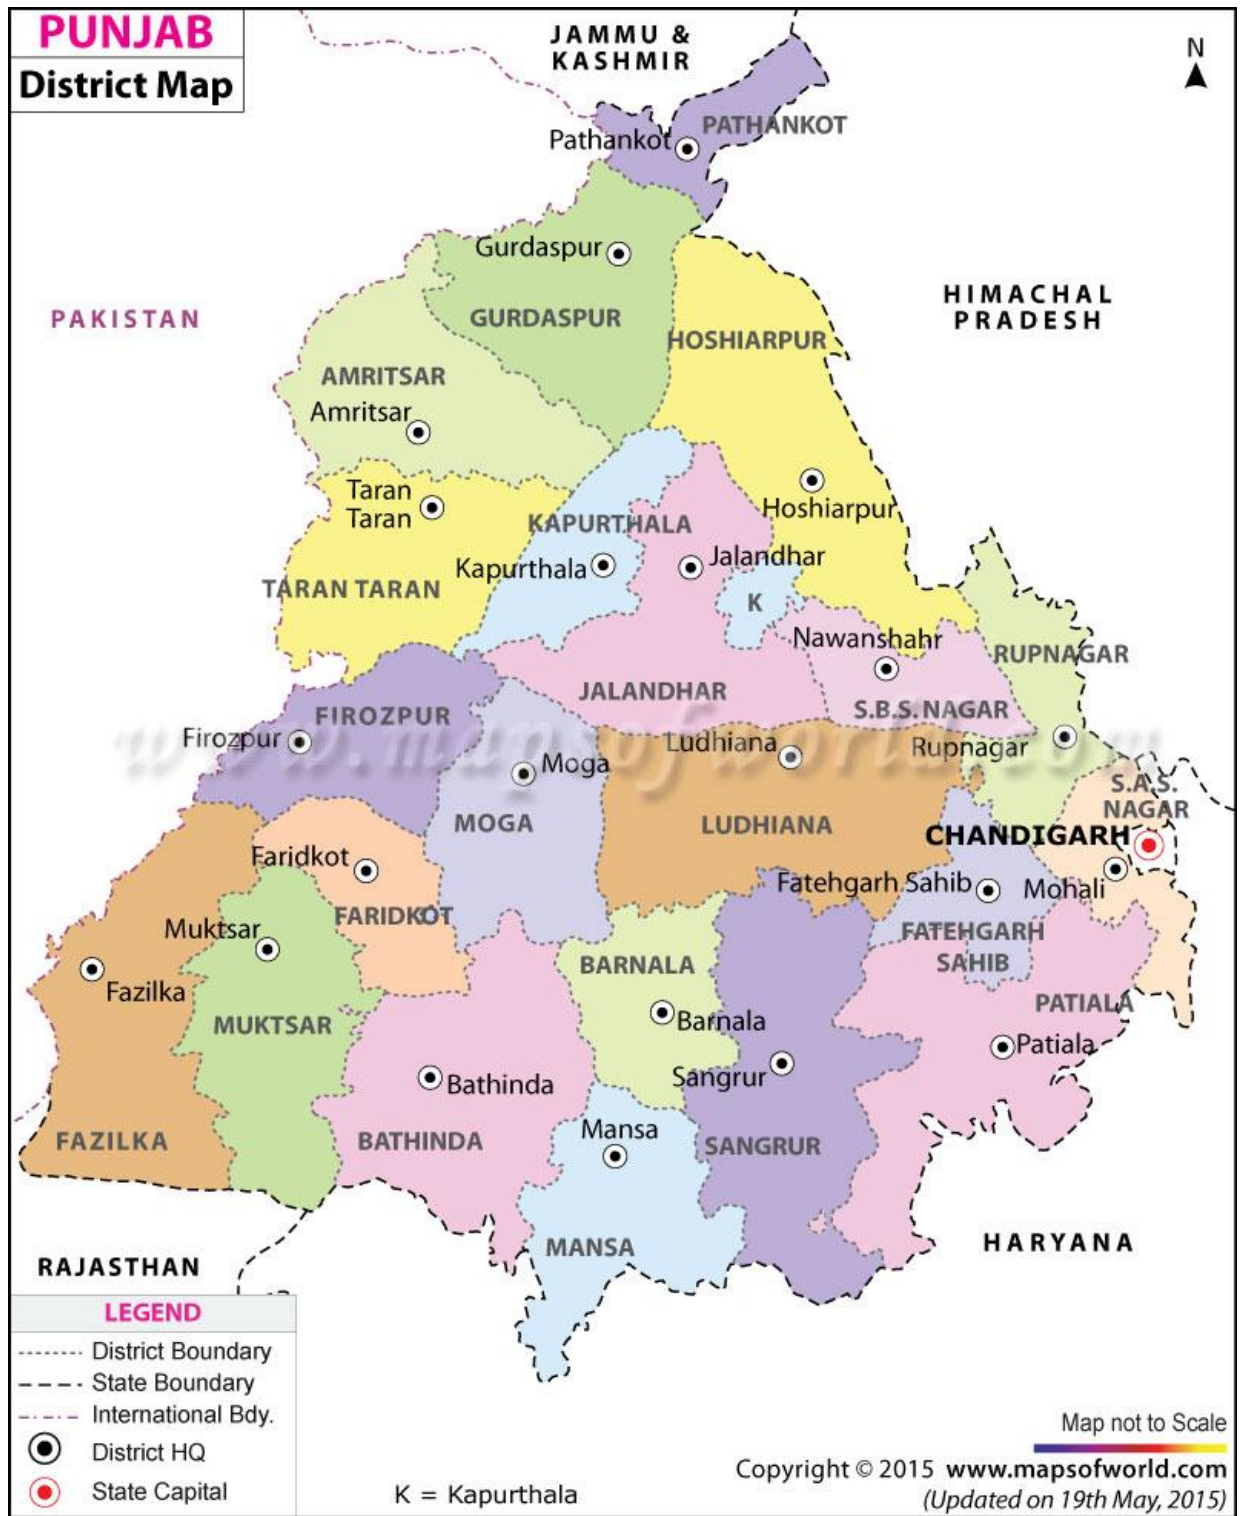 PUNJAB
District Map
JAMMU &
KASHMIR
N
Pathankot
PATHANKOT
Gurdaspur
GURDASPUR
PAKISTAN
HIMACHAL
PRADESH
HOSHIARPUR
AMRITSAR
Amritsar
Taran
Taran
Hoshiarpur
KAPURTHALA
Kapurthala
Jalandhar
TARAN TARAN
K
Nawanshahr
RUPNAGAR
JALANDHAR
S.B.S. NAGAR
FIROZPUR
Firozpur
Ludhiana
Rupnagar
www.mapsofworld.com
Moga
MOGA
LUDHIANA
S.A.S.
NAGAR
CHANDIGARH
Faridkot
Fatehgarh Sahib
Mohali
FARIDKOT
Muktsar
FATEHGARH
SAHIB
BARNALA
Fazilka
PATIALA
MUKTSAR
Barnala
Patiala
Bathinda
Sangrur
Mansa
FAZILKA
BATHINDA
SANGRUR
MANSA
HARYANA
RAJASTHAN
LEGEND
District Boundary
State Boundary
International Bdy.
District HQ
State Capital
K = Kapurthala
Map not to Scale
Copyright © 2015 www.mapsofworld.com
(Updated on 19th May, 2015)